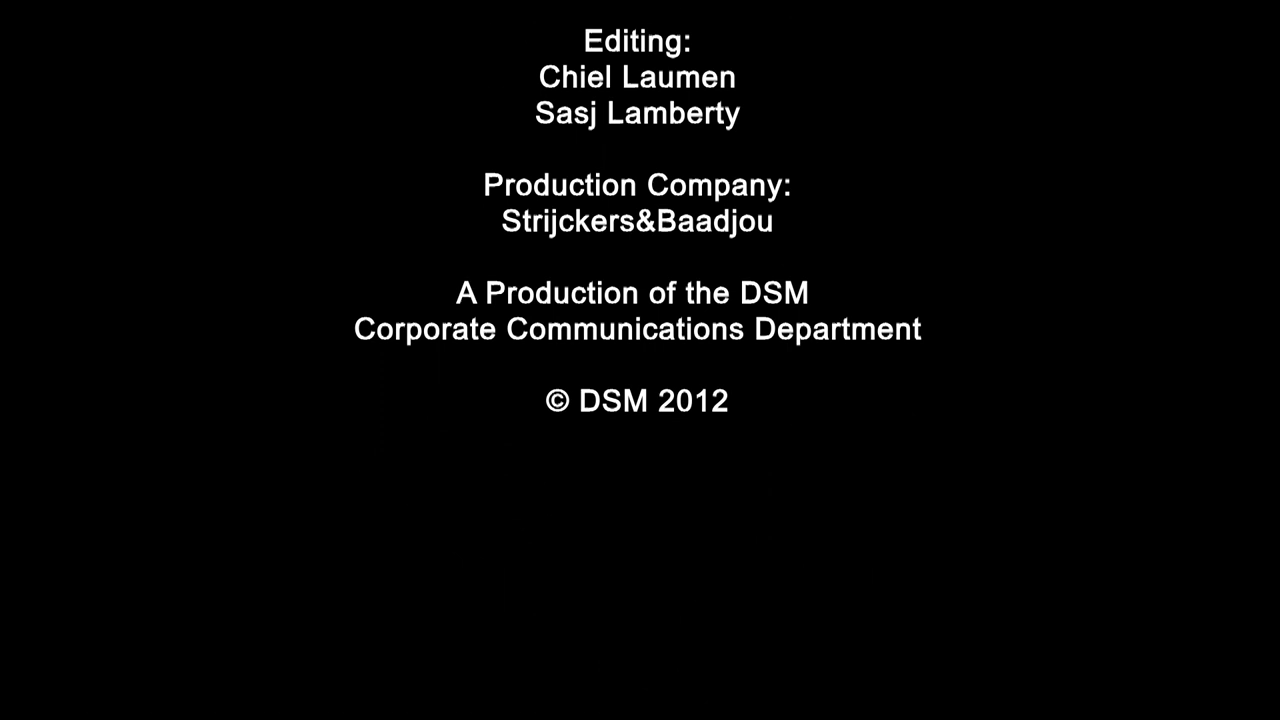 Editing:
Chiel Laumen
Sasj Lamberty
Production Company:
Strijckers&Baadjou
A Production of the DSM
Corporate Communications Department
© DSM 2012